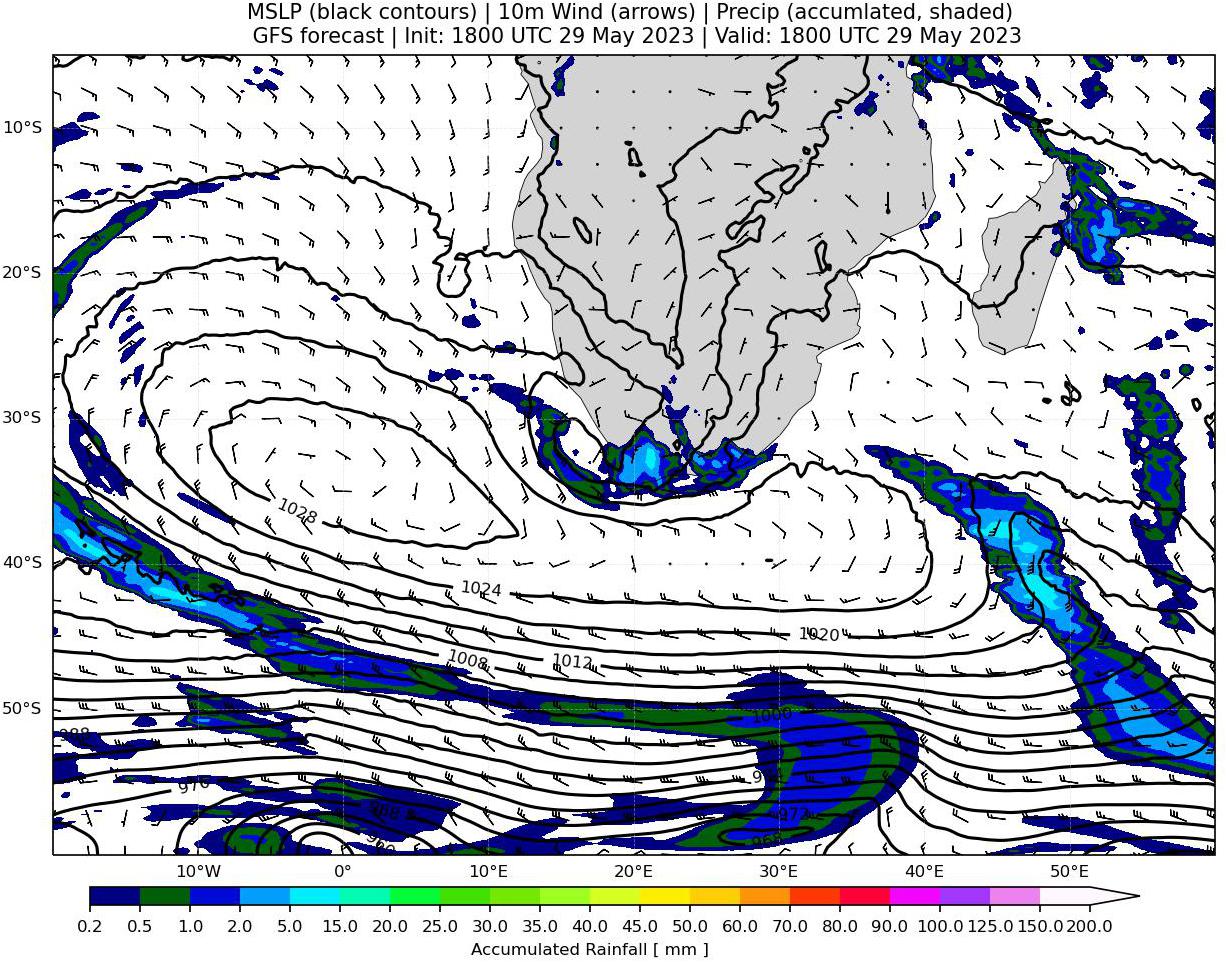 MSLP (black contours) | 10m Wind (arrows) | Precip (accumlated, shaded)
GFS forecast | Init: 1800 UTC 29 May 2023 | Valid: 1800 UTC 29 May 2023
10°S
20°S
30°S
1028
40°S
1024
1020
1008
1012
50°S
1000
988
976
972
968
10°W
0°
10°E
20°E
30°E
40°E
50°E
0.2 0.5 1.0 2.0 5.0 10.0 15.0 20.0 25.0 30.0 35.0 40.0 45.0 50.0 60.0 70.0 80.0 90.0 100.0 125.0 150.0 200.0
Accumulated Rainfall [ mm ]